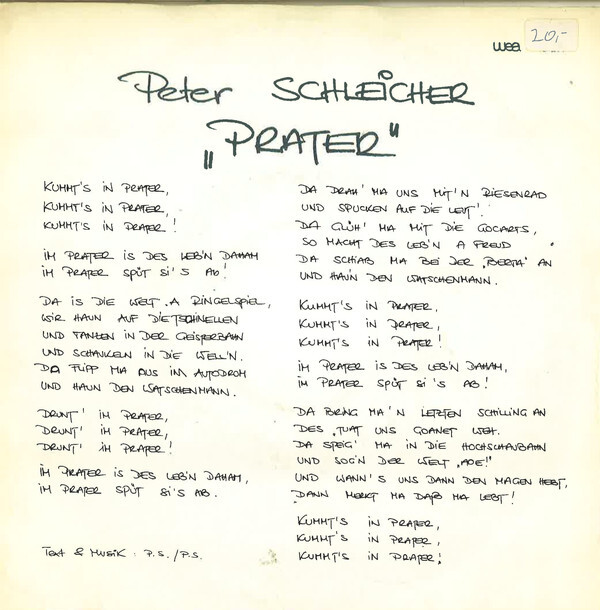 wea
20,-
Peter SCHLEICHER
„PRATER"
KUMMT'S IN PRATER,
KUMMT'S IN PRATER,
KUMMT'S IN PRATER!
IM PRATER IS DES LEB'N DAHAM
IM PRATER SPÜT SI'S AB!
DA IS DIE WELT A RINGELSPIEL,
WIR HAUN AUF DIE TSCHINELLEN
UND TANZEN IN DER GEISTERBAHN
UND SCHAUKELN IN DIE WELL'N.
DA FLIPP MA AUS IM AUTODROM
UND HAUN DEN WATSCHENMANN.
DRUNT' IM PRATER,
DRUNT' IM PRATER,
DRUNT' IM PRATER!
IM PRATER IS DES LEB'N DAHAM,
IM PRATER SPÜT SI'S AB.
Text & MUSIK: P.S./P.S.
DA DRAH' MA UNS MIT'N RIESENRAD
UND SPUCKEN AUF DIE LEUT'.
DA GLÜH' MA MIT DIE GOCARTS,
SO MACHT DES LEB'N A FREUD
DA SCHIAB MA BEI DER „BERTA" AN
UND HAU'N DEN WATSCHENMANN.
KUMMT'S IN PRATER,
KUMMT'S IN PRATER,
KUMMT'S IN PRATER!
IM PRATER IS DES LEB'N DAHAM,
IM PRATER SPÜT SI'S AB!
DA BRING MA'N LETZTEN SCHILLING AN
DES TUAT UNS GOANET WEH.
DA SPEIB' MA IN DIE HOCHSCHAUBAHN
UND SOG'N DER WELT „ADE!"
UND WANN'S UNS DANN DEN MAGEN HEBT,
DANN MERKT MA DAß MA LEBT!
KUMMT'S IN PRATER,
KUMMT'S IN PRATER,
KUMMT'S IN PRATER!